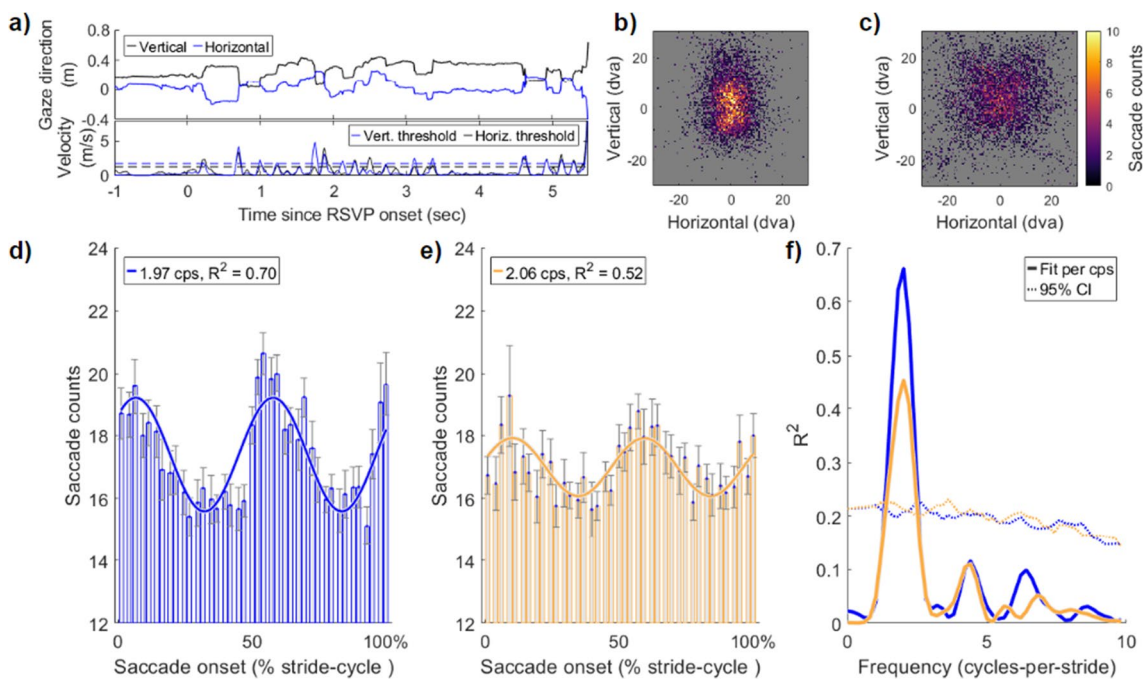 a)
Vertical
Horizontal
Gaze direction
(m)
0.8
0.4
0
-0.4
Vert. threshold
Horiz. threshold
Velocity
(m/s)
5
0
-1
0
1
2
3
4
5
Time since RSVP onset (sec)
b)
Vertical (dva)
20
0
-20
-20
0
20
Horizontal (dva)
c)
Vertical (dva)
20
0
-20
-20
0
20
Horizontal (dva)
10
8
6
4
2
0
Saccade counts
d)
1.97 cps, R² = 0.70
Saccade counts
24
22
20
18
16
14
12
0
50
100%
Saccade onset (% stride-cycle )
e)
2.06 cps, R² = 0.52
Saccade counts
24
22
20
18
16
14
12
0
50
100%
Saccade onset (% stride-cycle )
f)
Fit per cps
95% CI
R²
0.7
0.6
0.5
0.4
0.3
0.2
0.1
0
0
5
10
Frequency (cycles-per-stride)